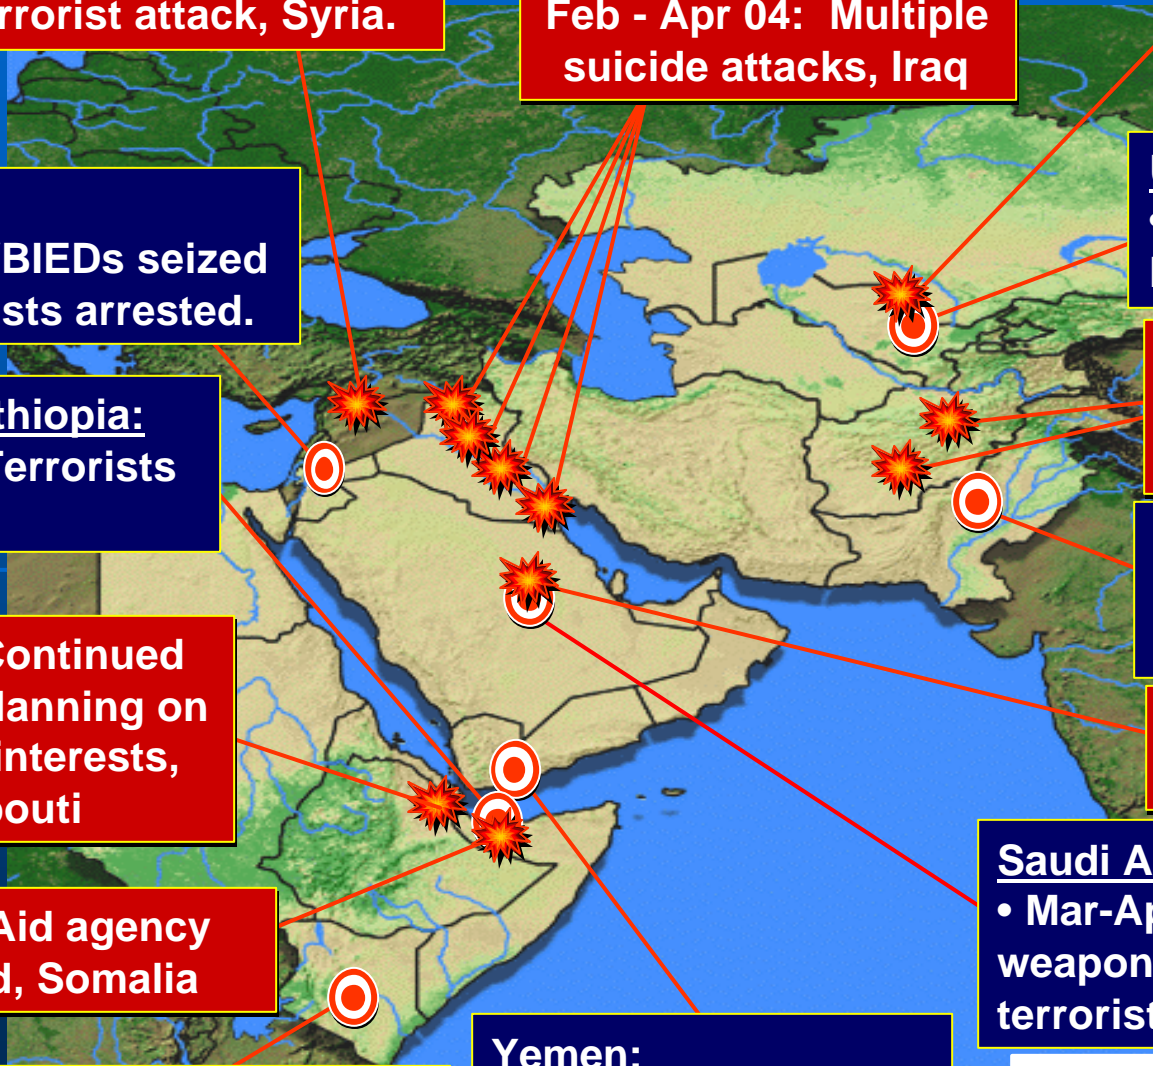 rrorist attack, Syria.
Feb - Apr 04: Multiple
suicide attacks, Iraq
BIEDs seized
sts arrested.
thiopia:
Terrorists
Continued
lanning on
interests,
bouti
Aid agency
d, Somalia
Saudi A
• Mar-Ap
weapon
terrorist
Yemen: